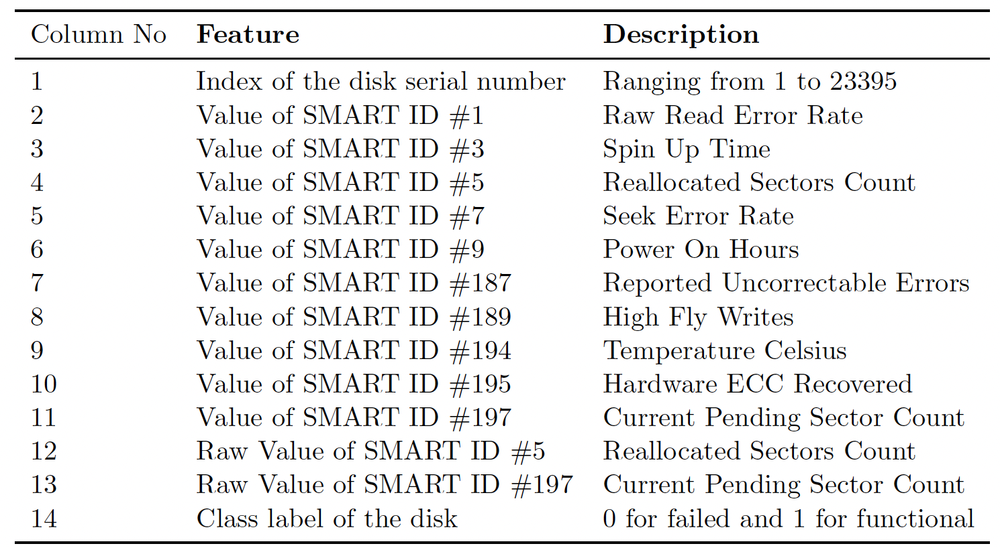 Column No Feature Description
1 Index of the disk serial number Ranging from 1 to 23395
2 Value of SMART ID #1 Raw Read Error Rate
3 Value of SMART ID #3 Spin Up Time
4 Value of SMART ID #5 Reallocated Sectors Count
5 Value of SMART ID #7 Seek Error Rate
6 Value of SMART ID #9 Power On Hours
7 Value of SMART ID #187 Reported Uncorrectable Errors
8 Value of SMART ID #189 High Fly Writes
9 Value of SMART ID #194 Temperature Celsius
10 Value of SMART ID #195 Hardware ECC Recovered
11 Value of SMART ID #197 Current Pending Sector Count
12 Raw Value of SMART ID #5 Reallocated Sectors Count
13 Raw Value of SMART ID #197 Current Pending Sector Count
14 Class label of the disk 0 for failed and 1 for functional